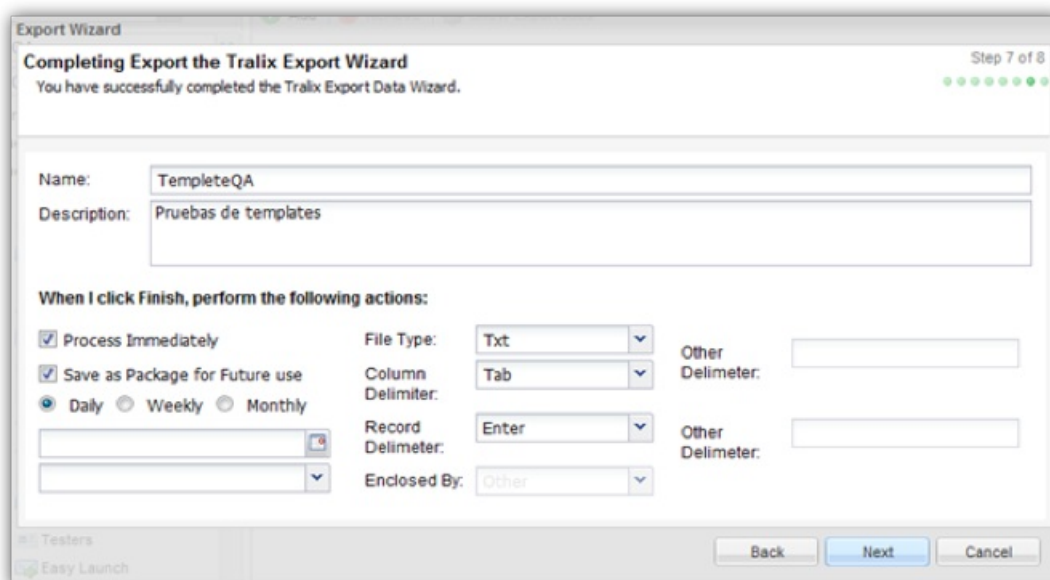 Export Wizard
Completing Export the Tralix Export Wizard
Step 7 of 8
You have successfully completed the Tralix Export Data Wizard.
Name:
TempleteQA
Description:
Pruebas de templates
When I click Finish, perform the following actions:
Process Immediately
File Type:
Txt
Other
Delimeter:
Save as Package for Future use
Column
Delimiter:
Tab
Daily Weekly Monthly
Record
Delimeter:
Enter
Other
Delimeter:
Enclosed By:
Other
Testers
Back Next Cancel
Easy Launch